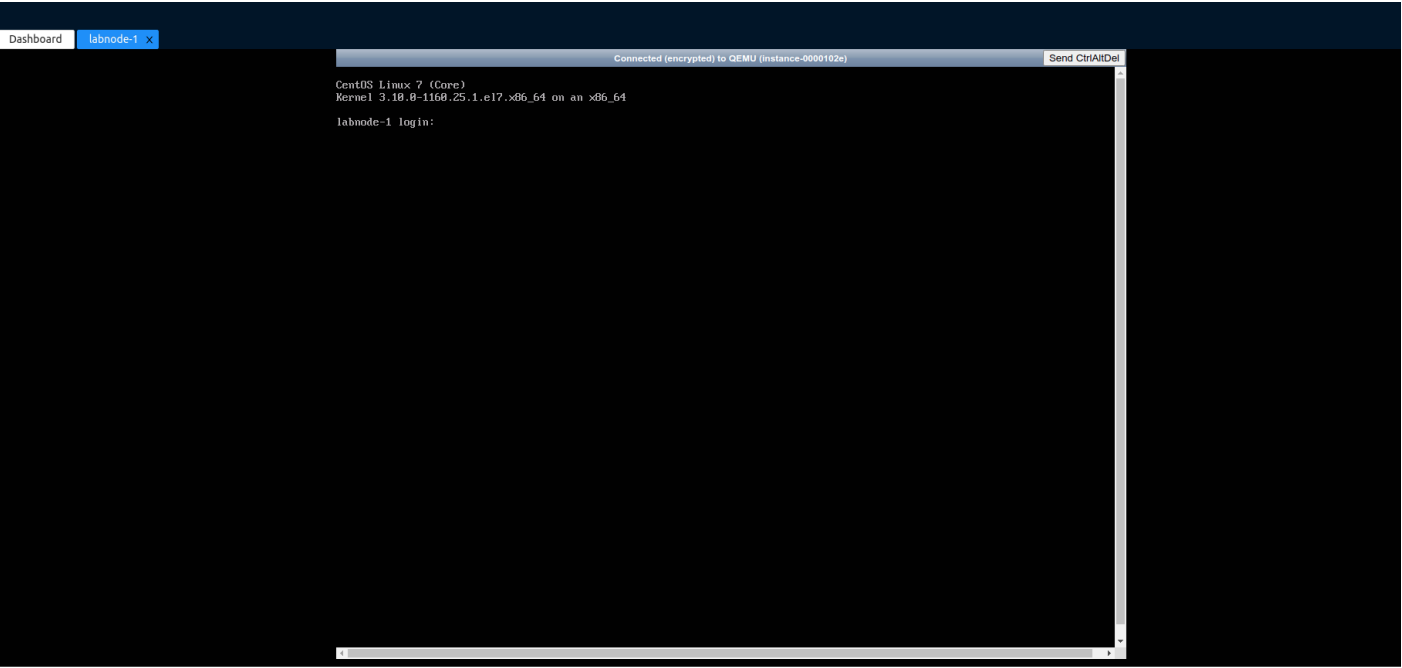 Dashboard
labnode-1 x
Connected (encrypted) to QEMU (instance-0000102e)
Send CtrlAltDel
CentOS Linux 7 (Core)
Kernel 3.10.0-1160.25.1.el7.x86_64 on an x86_64
labnode-1 login: